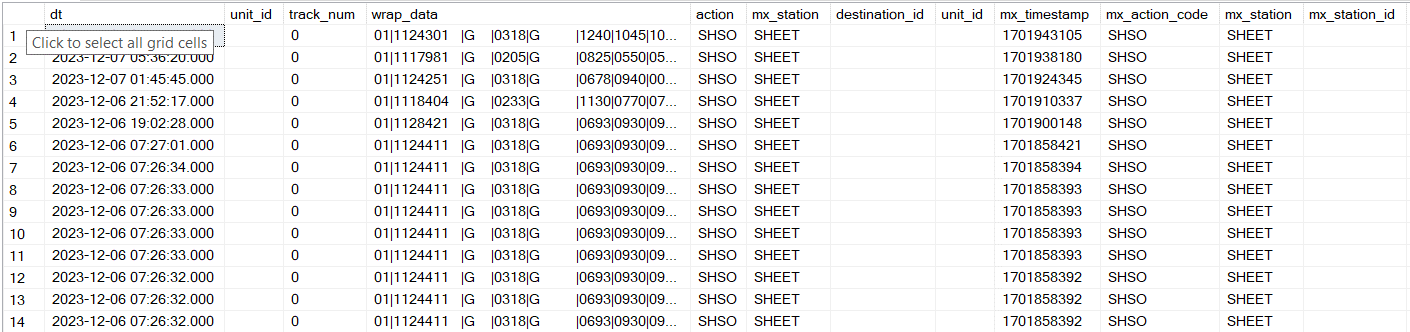 dt unit_id track_num wrap_data action mx_station destination_id unit_id mx_timestamp mx_action_code mx_station mx_station_id
1 0 01|1124301 |G |0318|G |1240|1045|10... SHSO SHEET 1701943105 SHSO SHEET
Click to select all grid cells
2 2023-12-07 05:36:20.000 0 01|1117981 |G |0205|G |0825|0550|05... SHSO SHEET 1701938180 SHSO SHEET
3 2023-12-07 01:45:45.000 0 01|1124251 |G |0318|G |0678|0940|00... SHSO SHEET 1701924345 SHSO SHEET
4 2023-12-06 21:52:17.000 0 01|1118404 |G |0233|G |1130|0770|07... SHSO SHEET 1701910337 SHSO SHEET
5 2023-12-06 19:02:28.000 0 01|1128421 |G |0318|G |0693|0930|09... SHSO SHEET 1701900148 SHSO SHEET
6 2023-12-06 07:27:01.000 0 01|1124411 |G |0318|G |0693|0930|09... SHSO SHEET 1701858421 SHSO SHEET
7 2023-12-06 07:26:34.000 0 01|1124411 |G |0318|G |0693|0930|09... SHSO SHEET 1701858394 SHSO SHEET
8 2023-12-06 07:26:33.000 0 01|1124411 |G |0318|G |0693|0930|09... SHSO SHEET 1701858393 SHSO SHEET
9 2023-12-06 07:26:33.000 0 01|1124411 |G |0318|G |0693|0930|09... SHSO SHEET 1701858393 SHSO SHEET
10 2023-12-06 07:26:33.000 0 01|1124411 |G |0318|G |0693|0930|09... SHSO SHEET 1701858393 SHSO SHEET
11 2023-12-06 07:26:33.000 0 01|1124411 |G |0318|G |0693|0930|09... SHSO SHEET 1701858393 SHSO SHEET
12 2023-12-06 07:26:32.000 0 01|1124411 |G |0318|G |0693|0930|09... SHSO SHEET 1701858392 SHSO SHEET
13 2023-12-06 07:26:32.000 0 01|1124411 |G |0318|G |0693|0930|09... SHSO SHEET 1701858392 SHSO SHEET
14 2023-12-06 07:26:32.000 0 01|1124411 |G |0318|G |0693|0930|09... SHSO SHEET 1701858392 SHSO SHEET